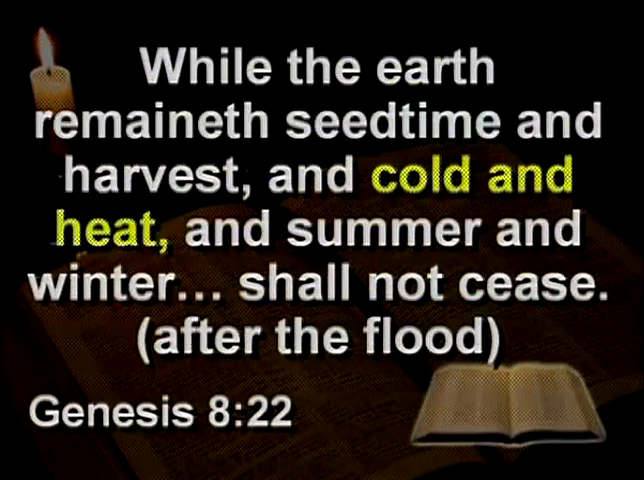 While the earth
remaineth seedtime and
harvest, and cold and
heat, and summer and
winter... shall not cease.
(after the flood)
Genesis 8:22